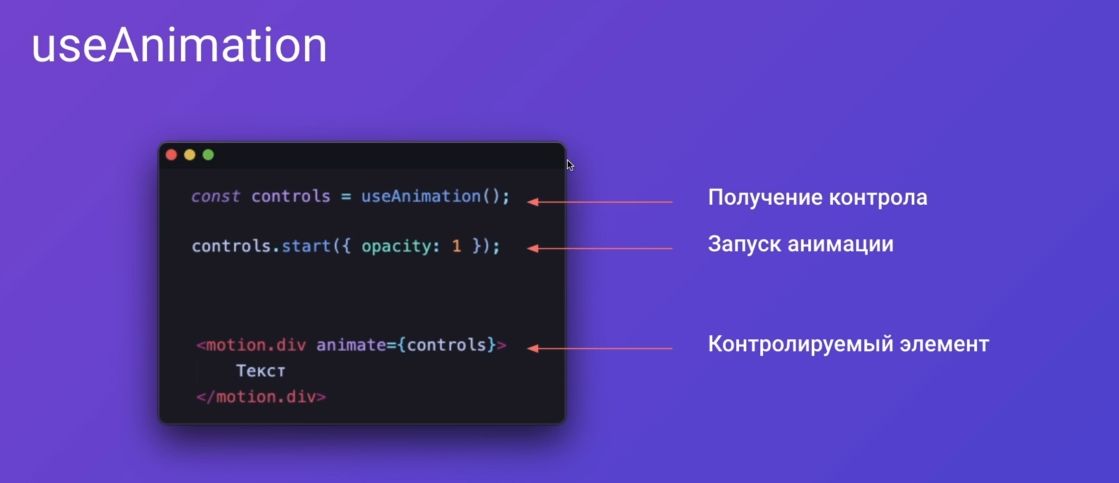 useAnimation
const controls = useAnimation();
Получение контрола
controls.start({ opacity: 1 });
Запуск анимации
<motion.div animate={controls}>
Контролируемый элемент
Текст
</motion.div>